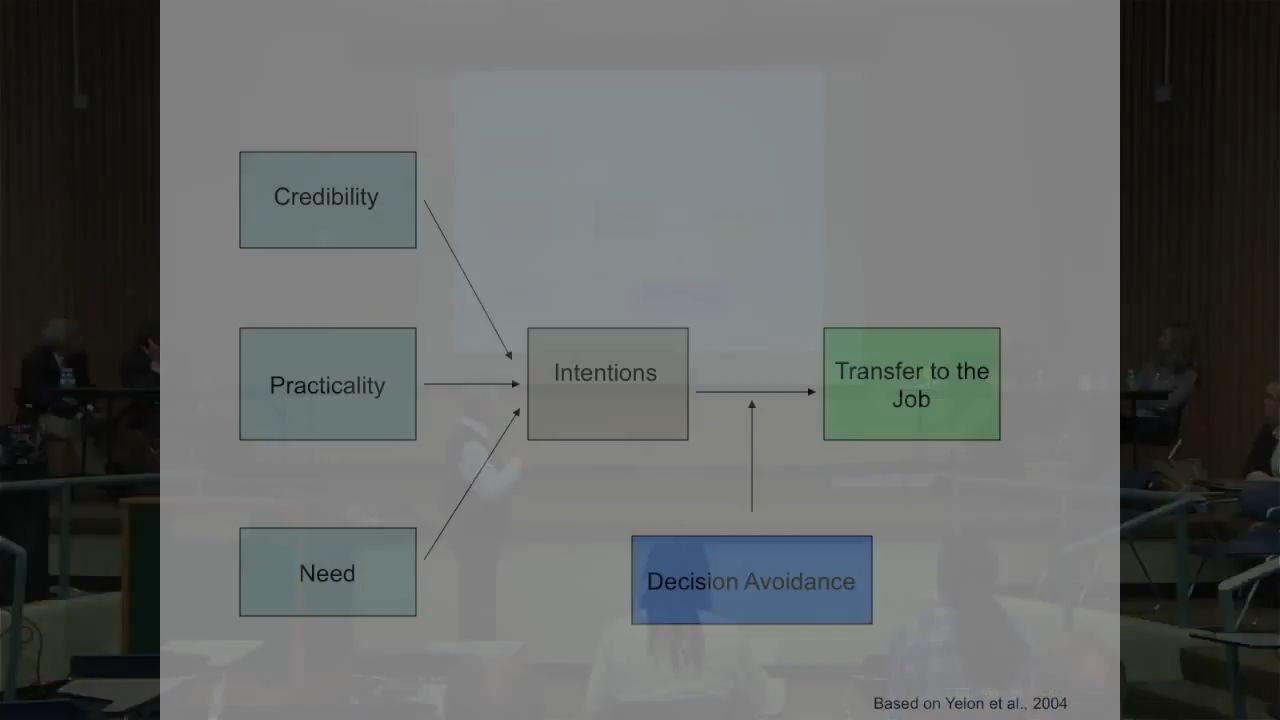 Credibility
Practicality
Intentions
Transfer to the
Job
Need
Decision Avoidance
Based on Yelon et al., 2004